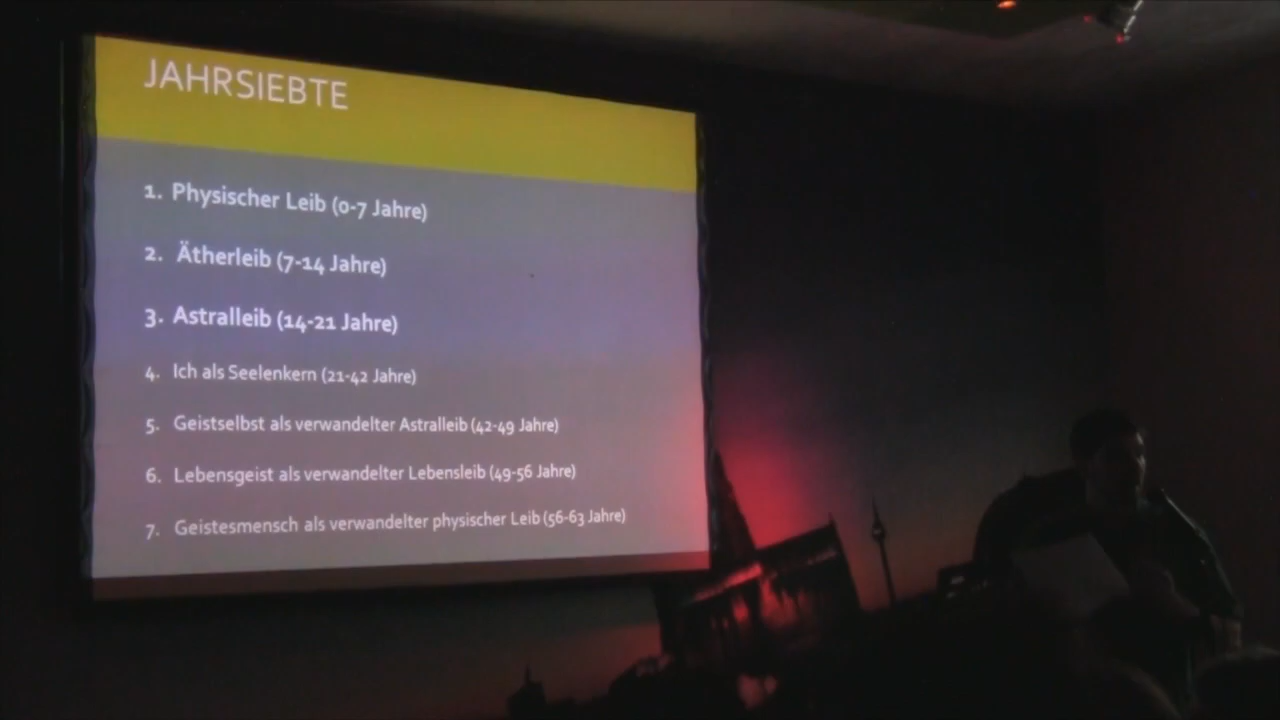 JAHRSIEBTE
1. Physischer Leib (0-7 Jahre)
2. Ätherleib (7-14 Jahre)
3. Astralleib (14-21 Jahre)
4. Ich als Seelenkern (21-42 Jahre)
5. Geistselbst als verwandelter Astralleib (42-49 Jahre)
6. Lebensgeist als verwandelter Lebensleib (49-56 Jahre)
7. Geistesmensch als verwandelter physischer Leib (56-63 Jahre)